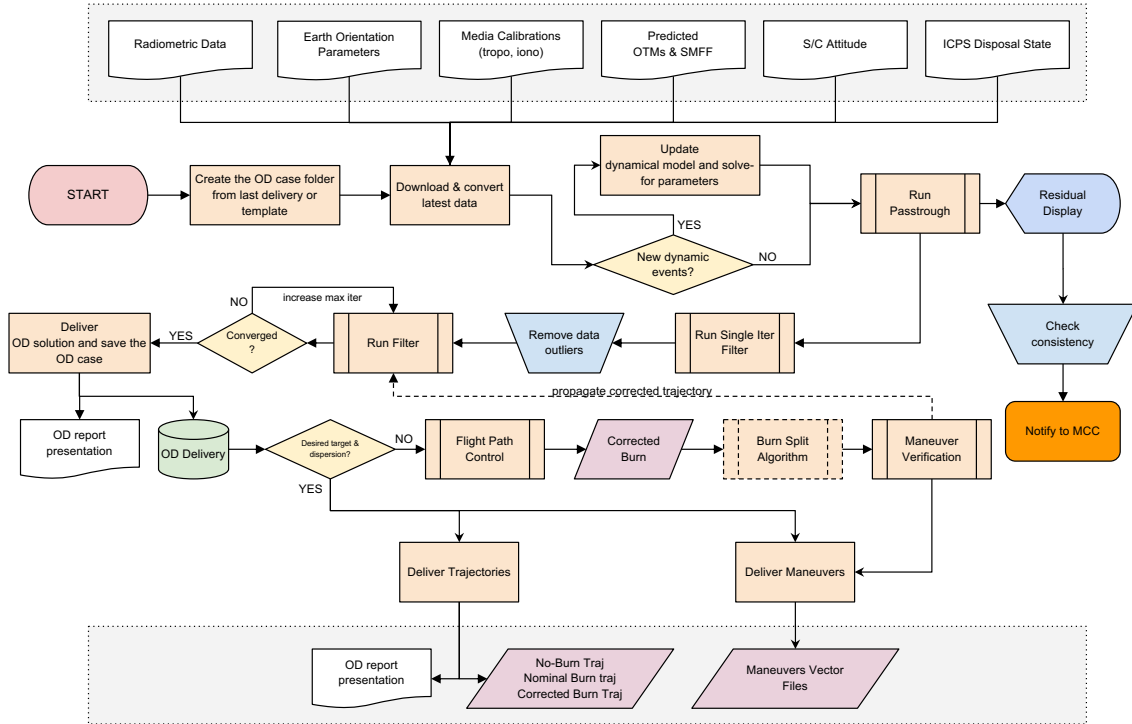 Radiometric Data
Earth Orientation
Parameters
Media Calibrations
(tropo, iono)
Predicted
OTMs & SMFF
S/C Attitude
ICPS Disposal State
START
Create the OD case folder
from last delivery or
template
Download & convert
latest data
Update
dynamical model and solve-
for parameters
YES
New dynamic
events?
NO
Run
Passtrough
Residual
Display
Check
consistency
Notify to MCC
Run Single Iter
Filter
Remove data
outliers
Run Filter
increase max iter
NO
Converged
?
YES
Deliver
OD solution and save the
OD case
propagate corrected trajectory
OD report
presentation
OD Delivery
Desired target &
dispersion?
NO
YES
Flight Path
Control
Corrected
Burn
Burn Split
Algorithm
Maneuver
Verification
Deliver Trajectories
Deliver Maneuvers
OD report
presentation
No-Burn Traj
Nominal Burn traj
Corrected Burn Traj
Maneuvers Vector
Files